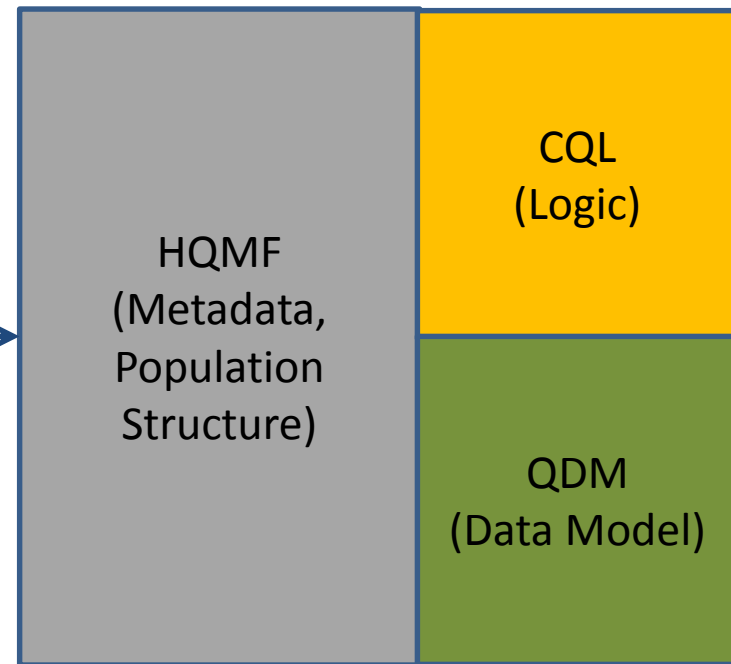 HQMF
(Metadata,
Population
Structure)
CQL
(Logic)
QDM
(Data Model)